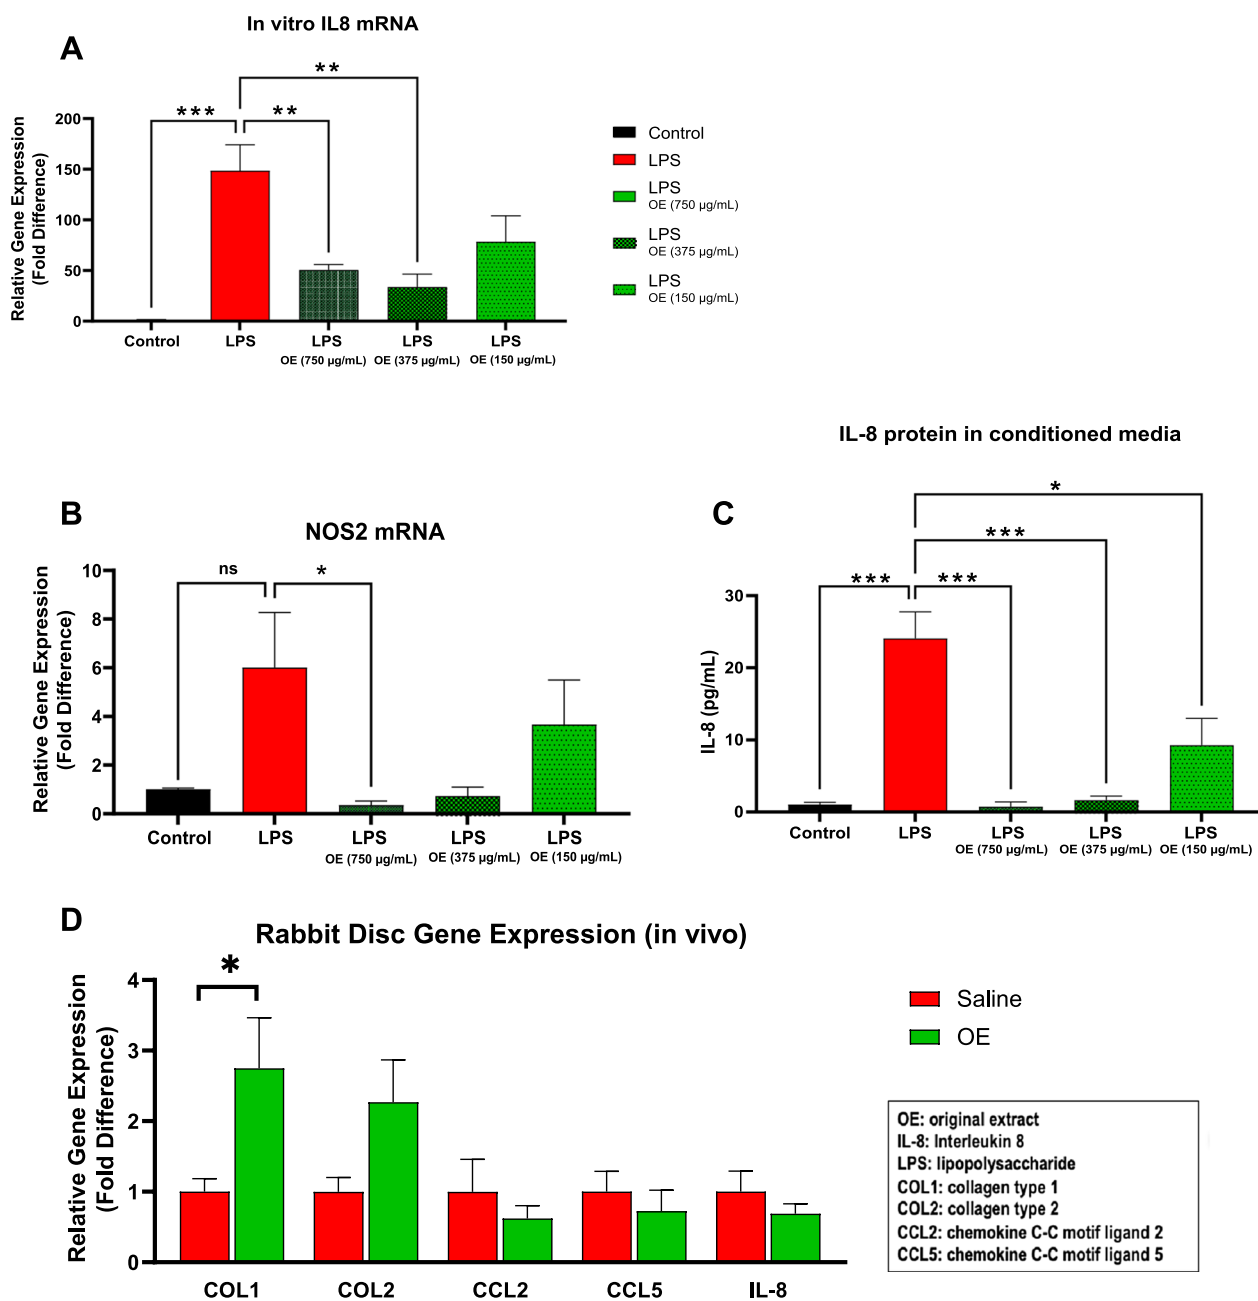 In vitro IL8 mRNA
A
Relative Gene Expression
(Fold Difference)
200
150
100
50
0
***
**
**
Control
LPS
LPS
OE (750 µg/mL)
LPS
OE (375 µg/mL)
LPS
OE (150 µg/mL)
Control
LPS
LPS
OE (750 µg/mL)
LPS
OE (375 µg/mL)
LPS
OE (150 µg/mL)
B
NOS2 mRNA
Relative Gene Expression
(Fold Difference)
10
8
6
4
2
0
ns
*
Control
LPS
LPS
OE (750 µg/mL)
LPS
OE (375 µg/mL)
LPS
OE (150 µg/mL)
IL-8 protein in conditioned media
C
IL-8 (pg/mL)
30
20
10
0
***
***
***
*
Control
LPS
LPS
OE (750 µg/mL)
LPS
OE (375 µg/mL)
LPS
OE (150 µg/mL)
D
Rabbit Disc Gene Expression (in vivo)
Relative Gene Expression
(Fold Difference)
4
3
2
1
0
*
COL1
COL2
CCL2
CCL5
IL-8
Saline
OE
OE: original extract
IL-8: Interleukin 8
LPS: lipopolysaccharide
COL1: collagen type 1
COL2: collagen type 2
CCL2: chemokine C-C motif ligand 2
CCL5: chemokine C-C motif ligand 5